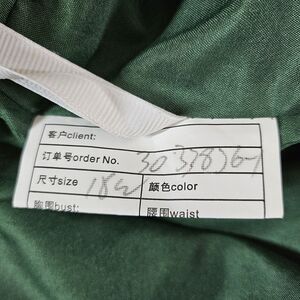 客户client:
订单号order No. 3037836-1
尺寸size 18W 颜色color
胸围bust: 腰围waist